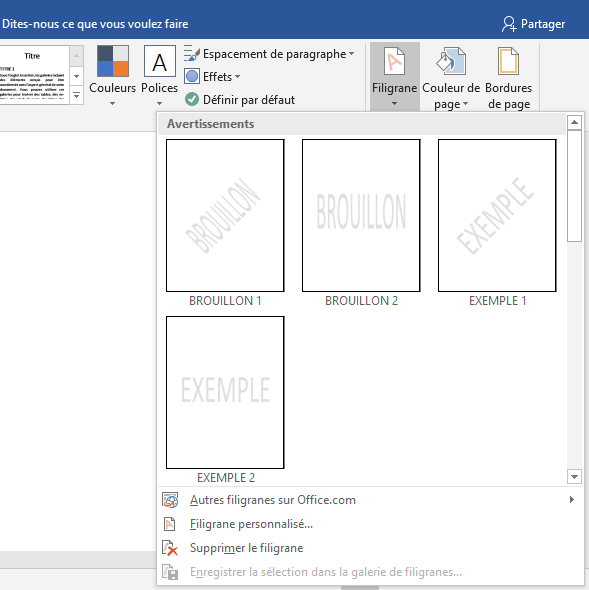 Dites-nous ce que vous voulez faire
Partager
Titre
TITRE 1
Couleurs
A
Polices
Espacement de paragraphe
Effets
Définir par défaut
A
Filigrane
Couleur de
page
Bordures
de page
Avertissements
BROUILLON
BROUILLON
EXEMPLE
BROUILLON 1
BROUILLON 2
EXEMPLE 1
EXEMPLE
EXEMPLE 2
Autres filigranes sur Office.com
Filigrane personnalisé...
Supprimer le filigrane
Enregistrer la sélection dans la galerie de filigranes...